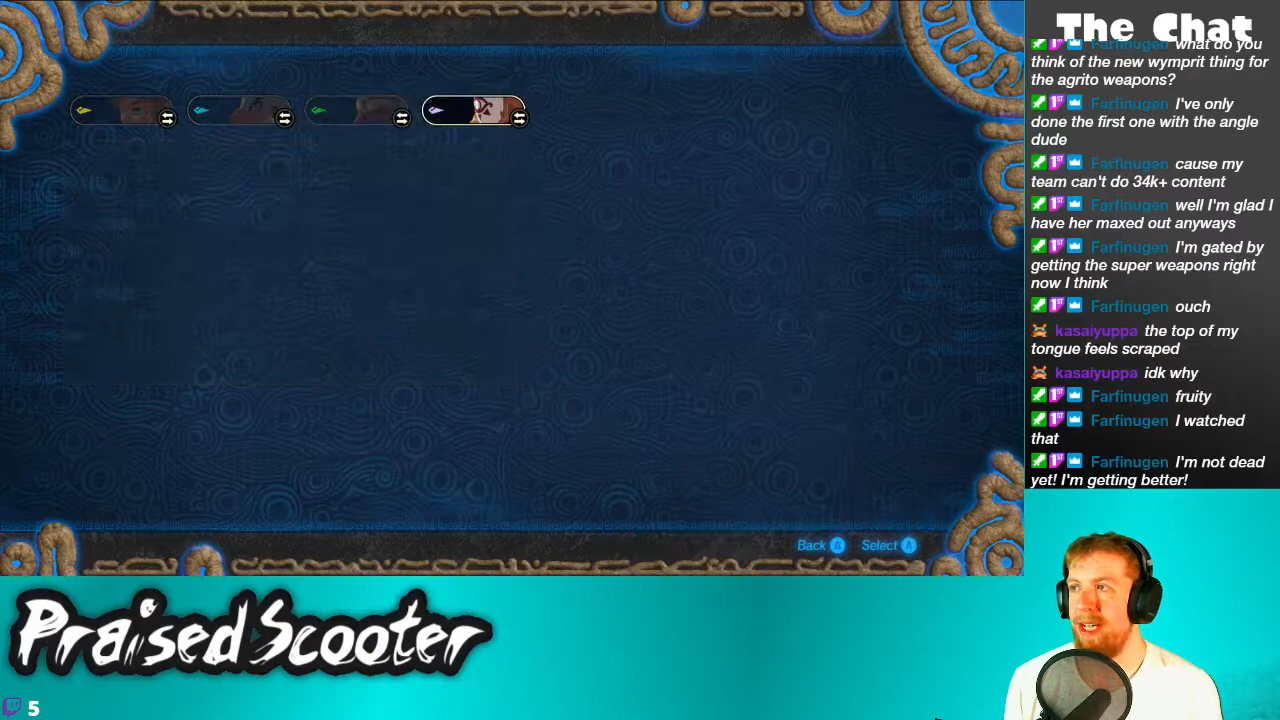 The Chat
Farfinugen what do you
think of the new wymprit thing for
the agrito weapons?
Farfinugen I've only
done the first one with the angle
dude
Farfinugen cause my
team can't do 34k+ content
Farfinugen well I'm glad I
have her maxed out anyways
Farfinugen I'm gated by
getting the super weapons right
now I think
Farfinugen ouch
kasaiyuppa the top of my
tongue feels scraped
kasaiyuppa idk why
Farfinugen fruity
Farfinugen I watched
that
Farfinugen I'm not dead
yet! I'm getting better!
Back B Select A
PraisedScooter
5